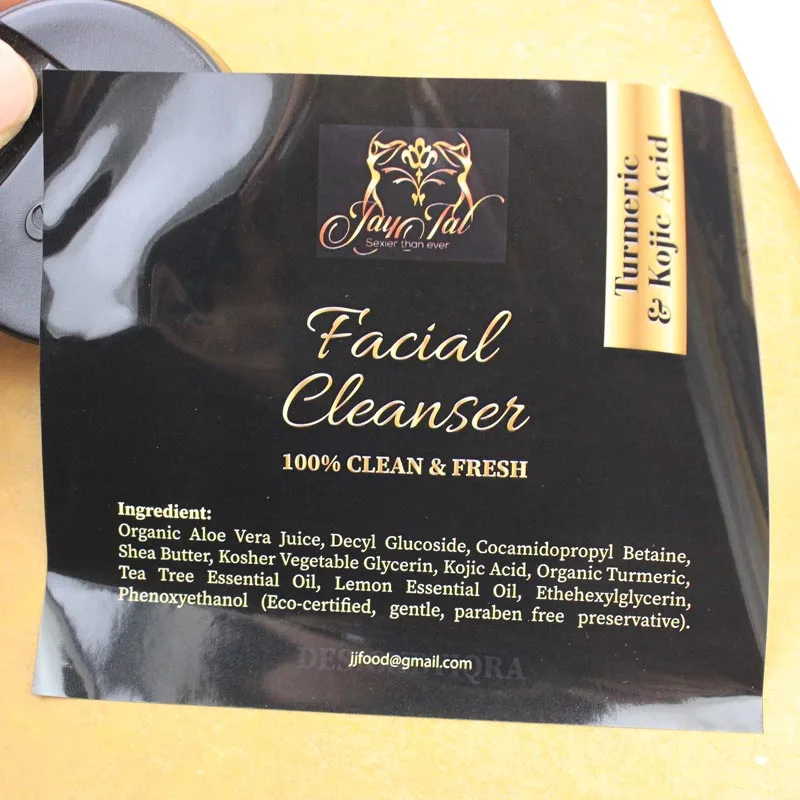 Jay Tal
Sexier than ever
Turmeric
& Kojic Acid
Facial
Cleanser
100% CLEAN & FRESH
Ingredient:
Organic Aloe Vera Juice, Decyl Glucoside, Cocamidopropyl Betaine,
Shea Butter, Kosher Vegetable Glycerin, Kojic Acid, Organic Turmeric,
Tea Tree Essential Oil, Lemon Essential Oil, Ethehexylglycerin,
Phenoxyethanol (Eco-certified, gentle, paraben free preservative).
jjfood@gmail.com